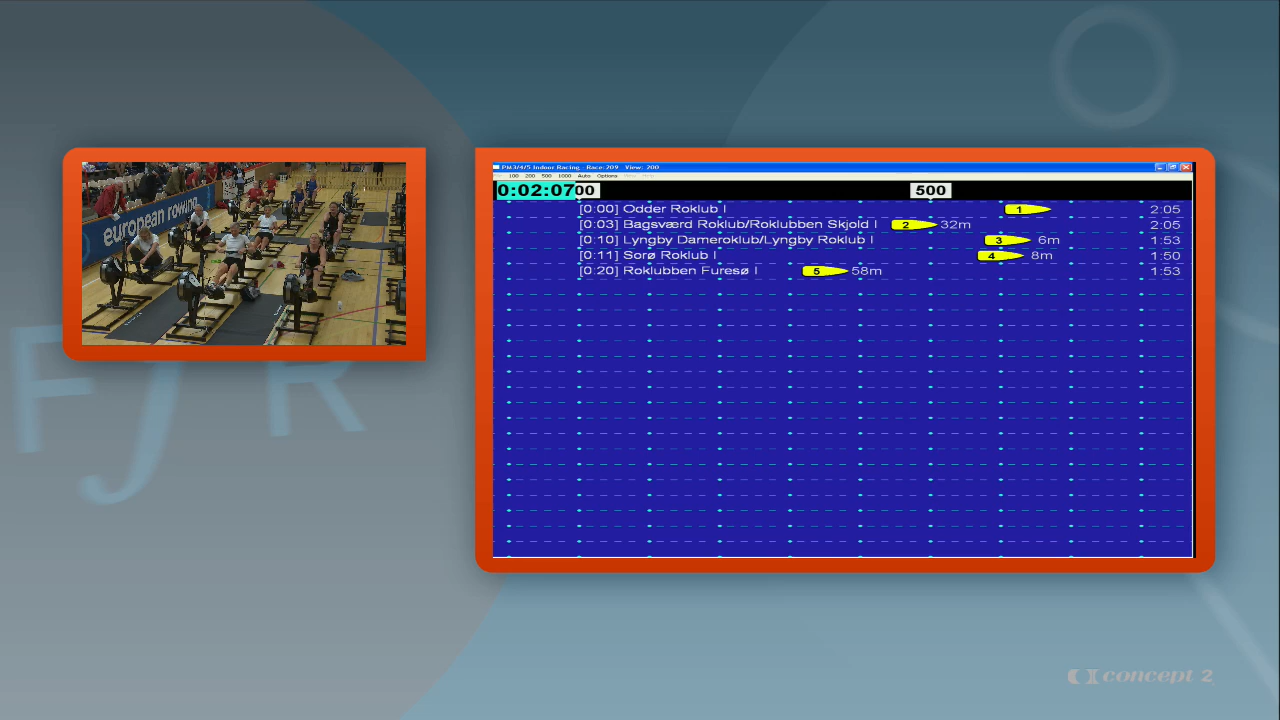 european rowing
FJR
PM3/4/5 Indoor Racing - Race:209 View: 200
100 200 500 1000 Auto Options
0:02:07 00 500
[0:00] Odder Roklub I 1 2:05
[0:03] Bagsværd Roklub/Roklubben Skjold I 2 32m 2:05
[0:10] Lyngby Dameroklub/Lyngby Roklub I 3 6m 1:53
[0:11] Sorø Roklub I 4 8m 1:50
[0:20] Roklubben Furesø I 5 58m 1:53
concept 2